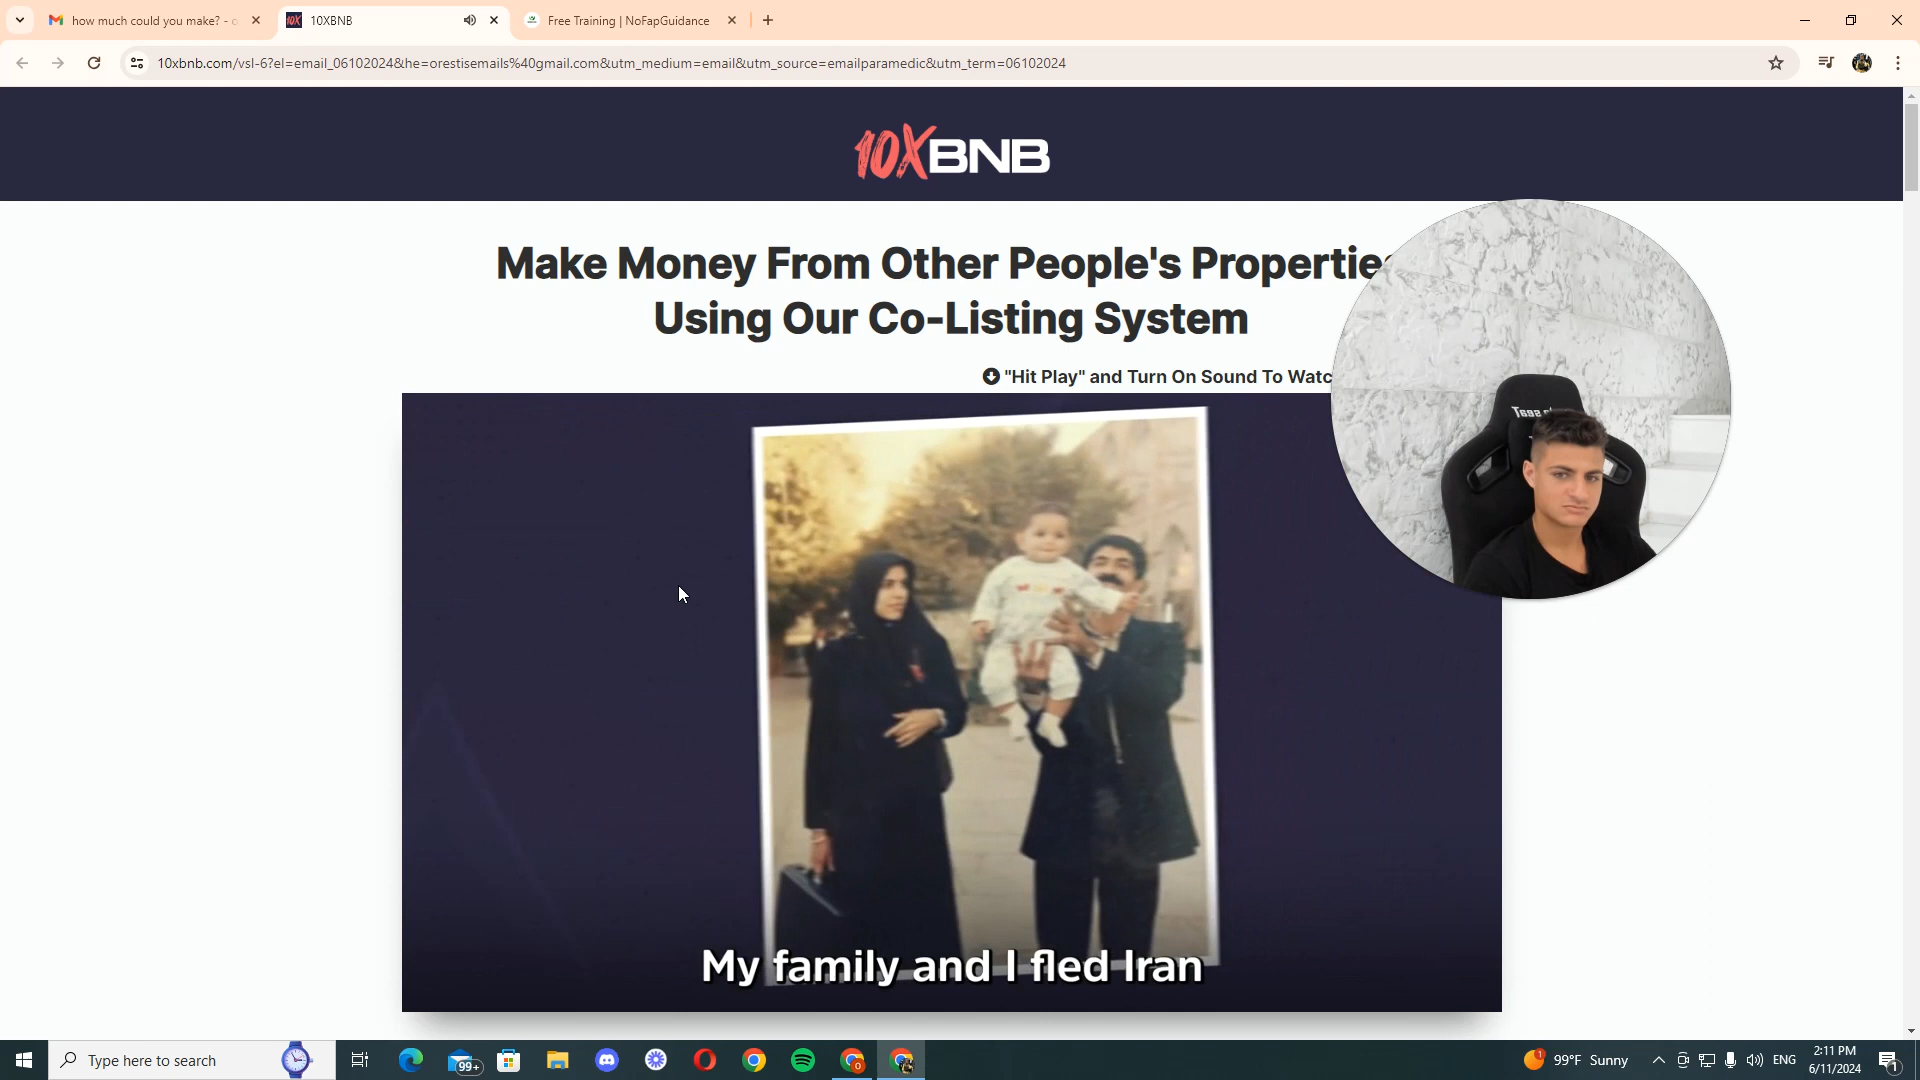 how much could you make? - o
10XBNB
Free Training | NoFapGuidance
10xbnb.com/vsl-6?el=email_06102024&he=orestisemails%40gmail.com&utm_medium=email&utm_source=emailparamedic&utm_term=06102024
10XBNB
Make Money From Other People's Properties
Using Our Co-Listing System
"Hit Play" and Turn On Sound To Watc
My family and I fled Iran
Type here to search
99+
99°F Sunny
ENG
2:11 PM
6/11/2024
1